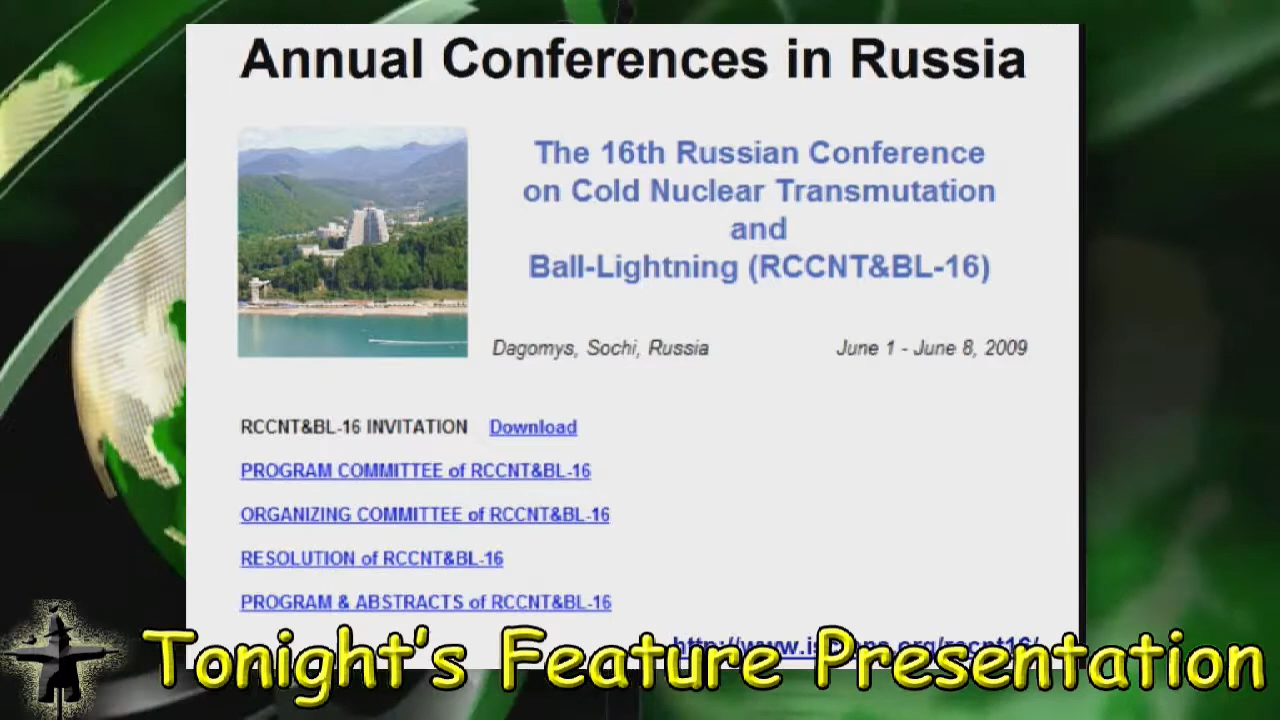 Annual Conferences in Russia
The 16th Russian Conference
on Cold Nuclear Transmutation
and
Ball-Lightning (RCCNT&BL-16)
Dagomys, Sochi, Russia
June 1 - June 8, 2009
RCCNT&BL-16 INVITATION Download
PROGRAM COMMITTEE of RCCNT&BL-16
ORGANIZING COMMITTEE of RCCNT&BL-16
RESOLUTION of RCCNT&BL-16
PROGRAM & ABSTRACTS of RCCNT&BL-16
Tonight's Feature Presentation